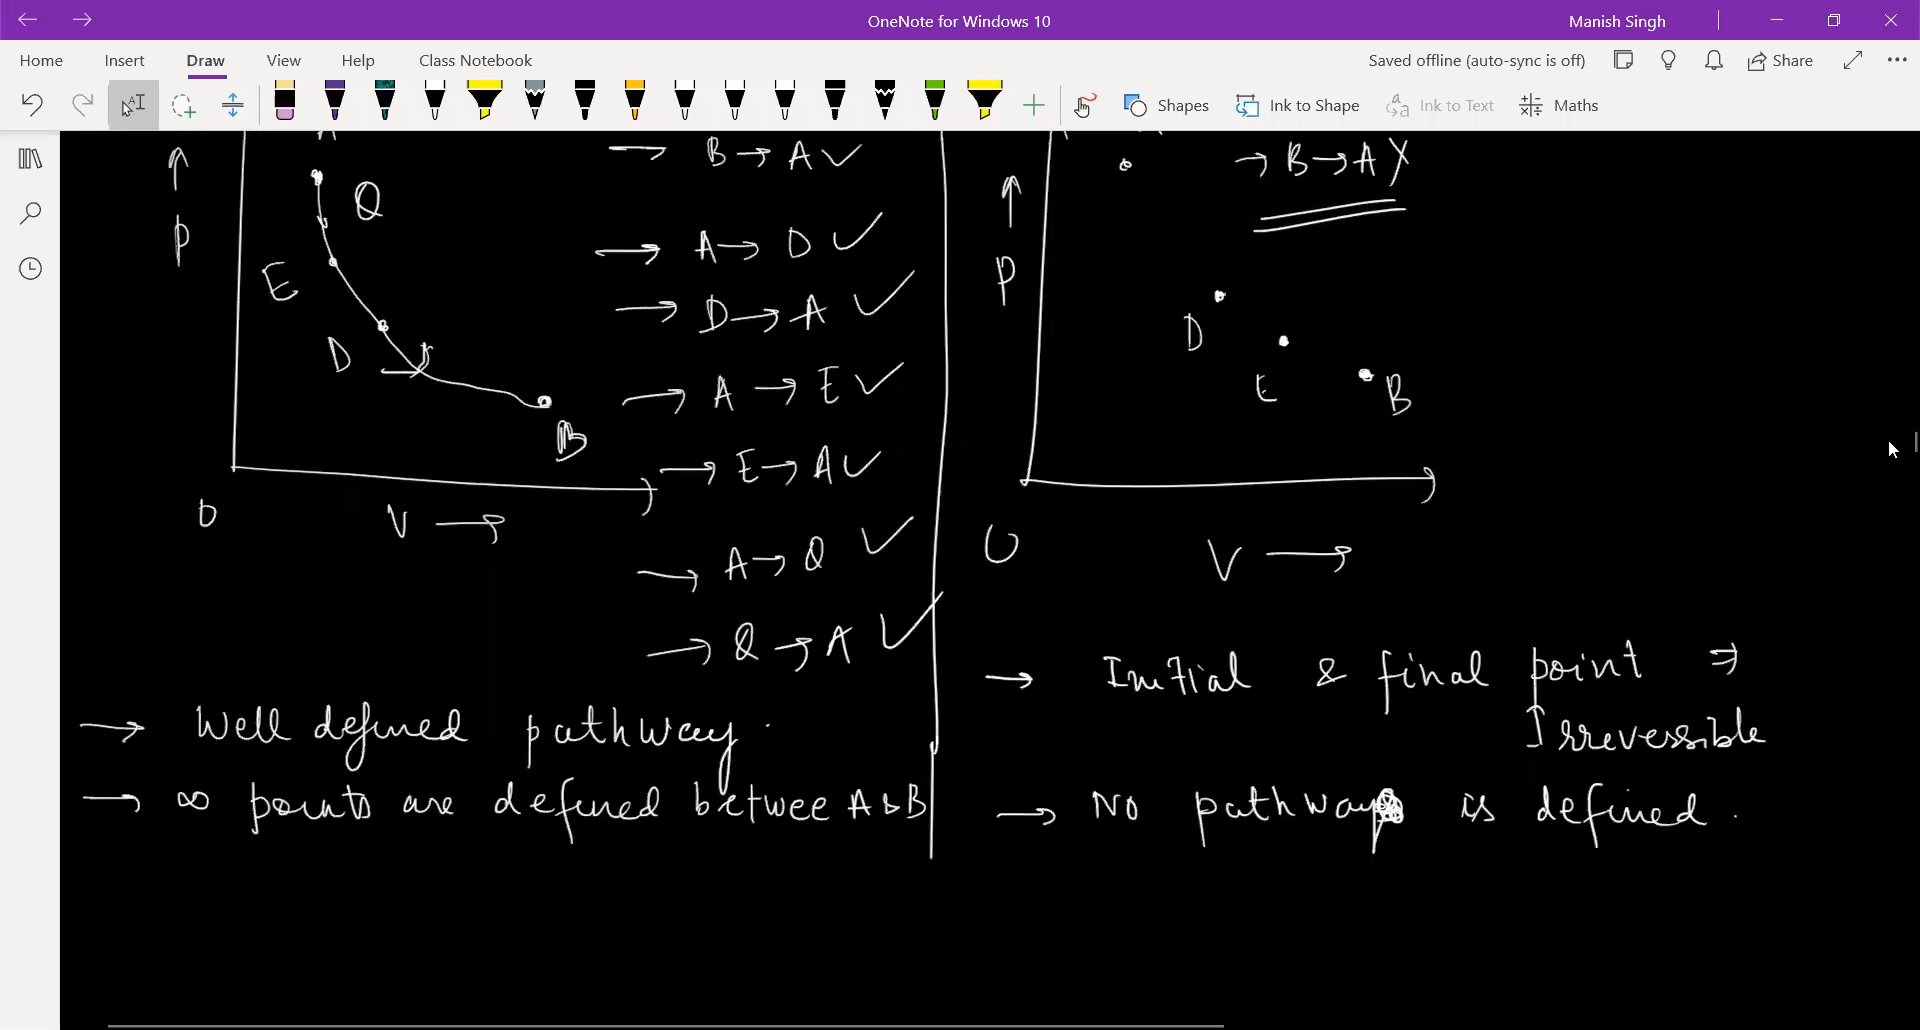 OneNote for Windows 10
Manish Singh
Home Insert Draw View Help Class Notebook
Saved offline (auto-sync is off) Share
Shapes Ink to Shape Ink to Text Maths
P
Q
E
D
B
O
V →
→ B → A ✓
→ A → D ✓
→ D → A ✓
→ A → E ✓
→ E → A ✓
→ A → Q ✓
→ Q → A ✓
→ Well defined pathway.
→ ∞ points are defined betwee A & B
→ B → A X
P
D
E
B
O
V →
→ Initial & final point ⇒
Irreversible
→ No pathway is defined.